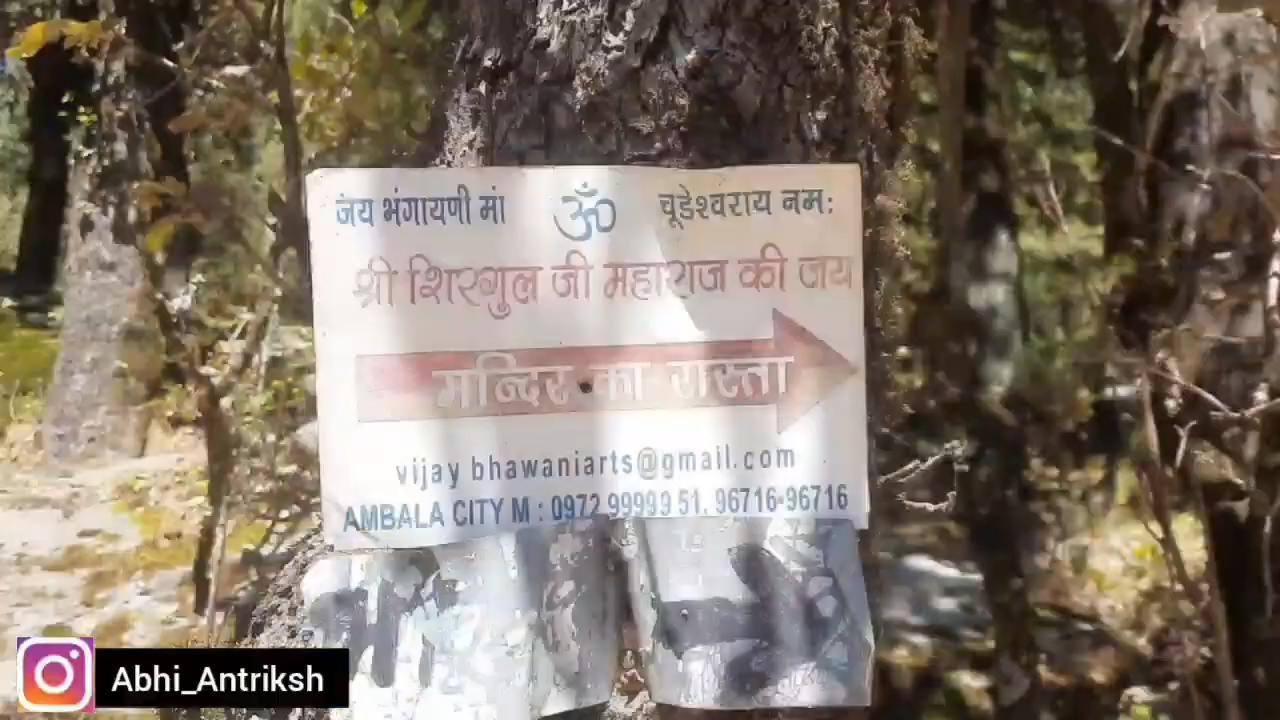 जय भंगायणी मां ॐ चूडेश्वराय नमः
श्री शिरगुल जी महाराज की जय
मन्दिर का रास्ता
vijay bhawaniarts@gmail.com
AMBALA CITY M : 0972 99999 51, 96716-96716
Abhi_Antriksh